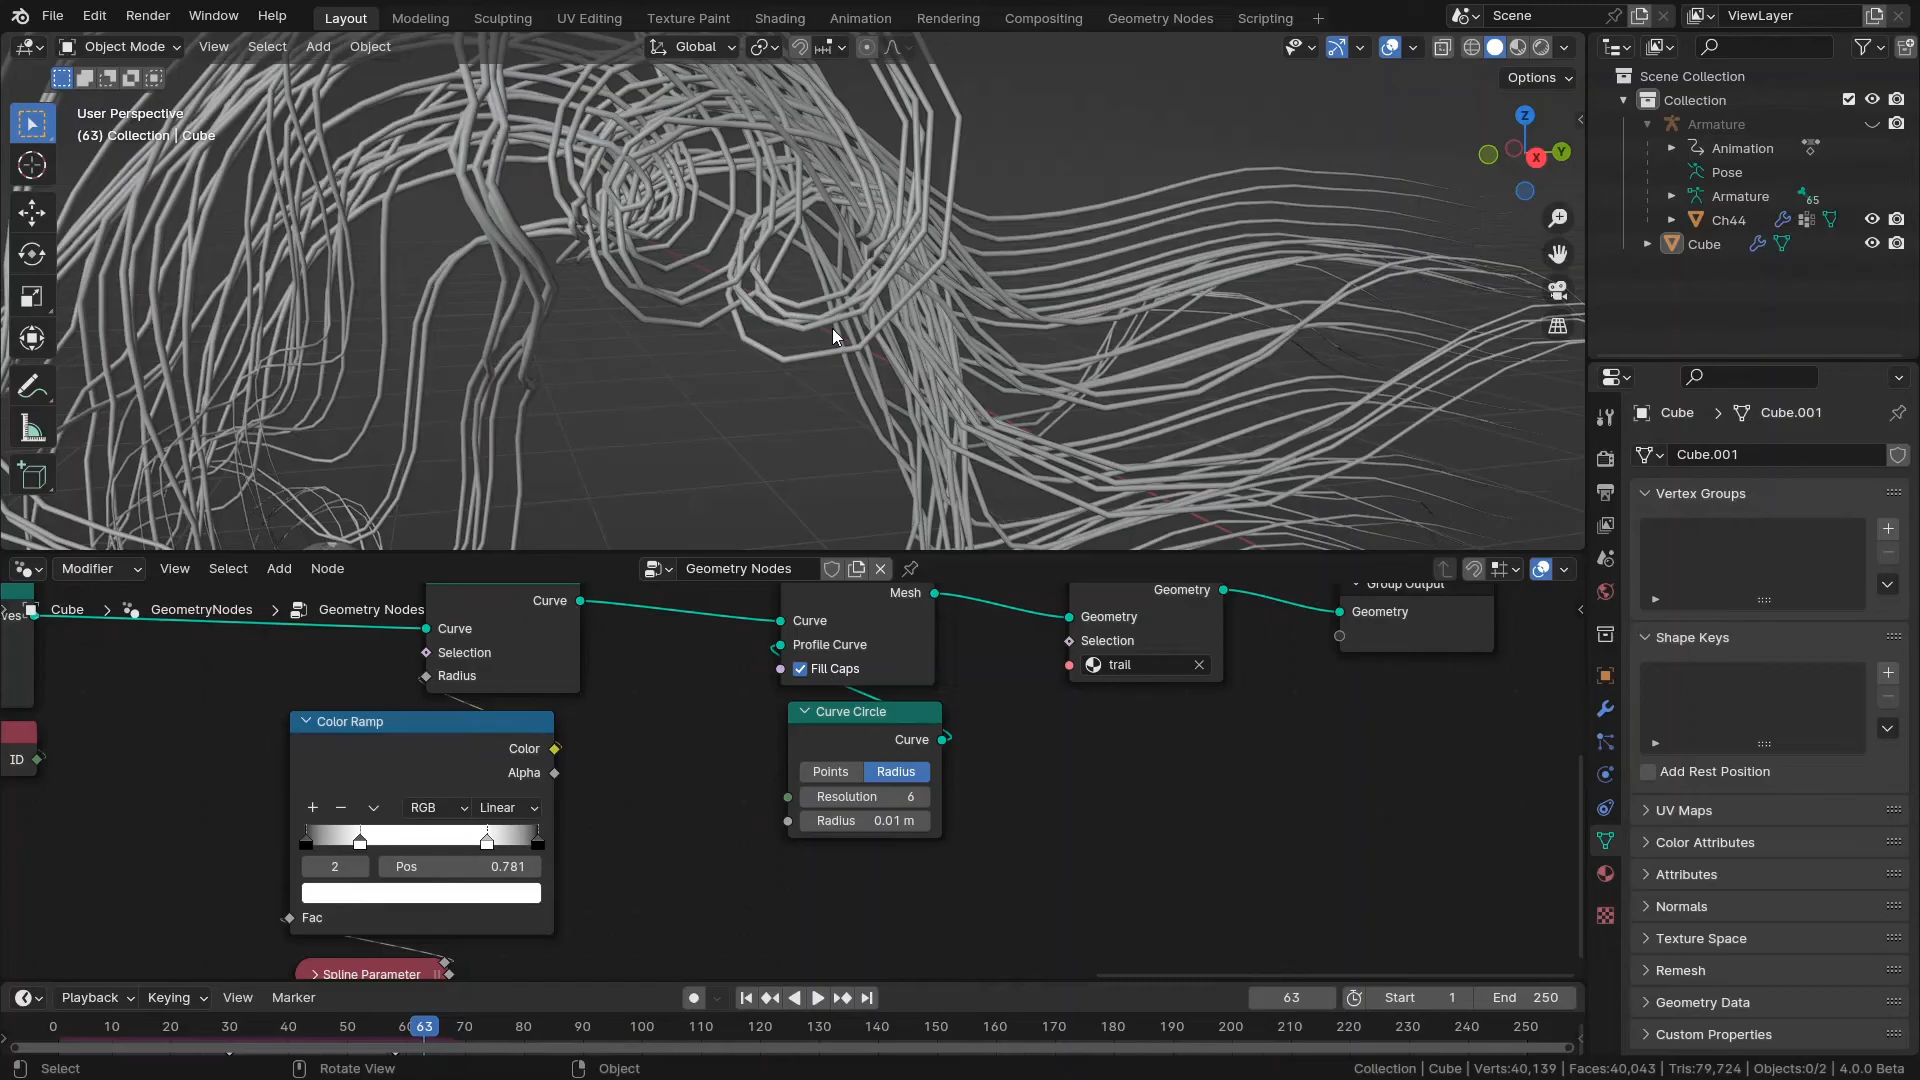 File Edit Render Window Help
Layout Modeling Sculpting UV Editing Texture Paint Shading Animation Rendering Compositing Geometry Nodes Scripting
Scene
ViewLayer
Object Mode View Select Add Object
Global
Options
User Perspective
(63) Collection | Cube
Z
X
Y
Scene Collection
Collection
Armature
Animation
Pose
Armature
65
Ch44
Cube
Cube > Cube.001
Cube.001
Vertex Groups
Shape Keys
Add Rest Position
UV Maps
Color Attributes
Attributes
Normals
Texture Space
Remesh
Geometry Data
Custom Properties
Modifier View Select Add Node
Geometry Nodes
Cube > GeometryNodes > Geometry Nodes
ves
ID
Curve
Curve
Selection
Radius
Color Ramp
Color
Alpha
RGB Linear
2 Pos 0.781
Fac
Spline Parameter
Mesh
Curve
Profile Curve
Fill Caps
Curve Circle
Curve
Points Radius
Resolution 6
Radius 0.01 m
Geometry
Geometry
Selection
trail
Group Output
Geometry
Playback Keying View Marker
63 Start 1 End 250
0 10 20 30 40 50 60 63 70 80 90 100 110 120 130 140 150 160 170 180 190 200 210 220 230 240 250
Select Rotate View Object
Collection | Cube | Verts:40,139 | Faces:40,043 | Tris:79,724 | Objects:0/2 | 4.0.0 Beta